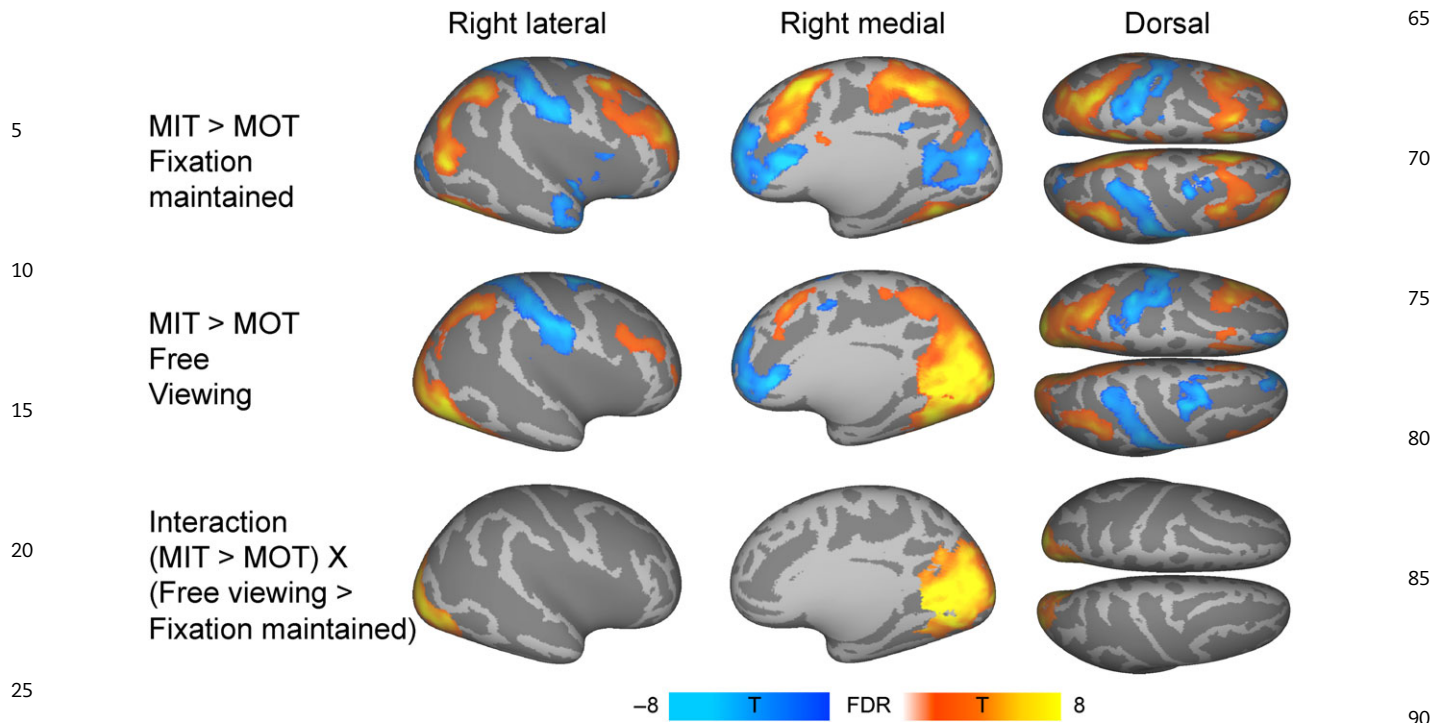 Right lateral Right medial Dorsal 65
5
MIT > MOT
Fixation
maintained
70
10
MIT > MOT
Free
Viewing
75
15
80
Interaction
20
(MIT > MOT) X
(Free viewing >
Fixation maintained)
85
25
–8 T FDR T 8
90